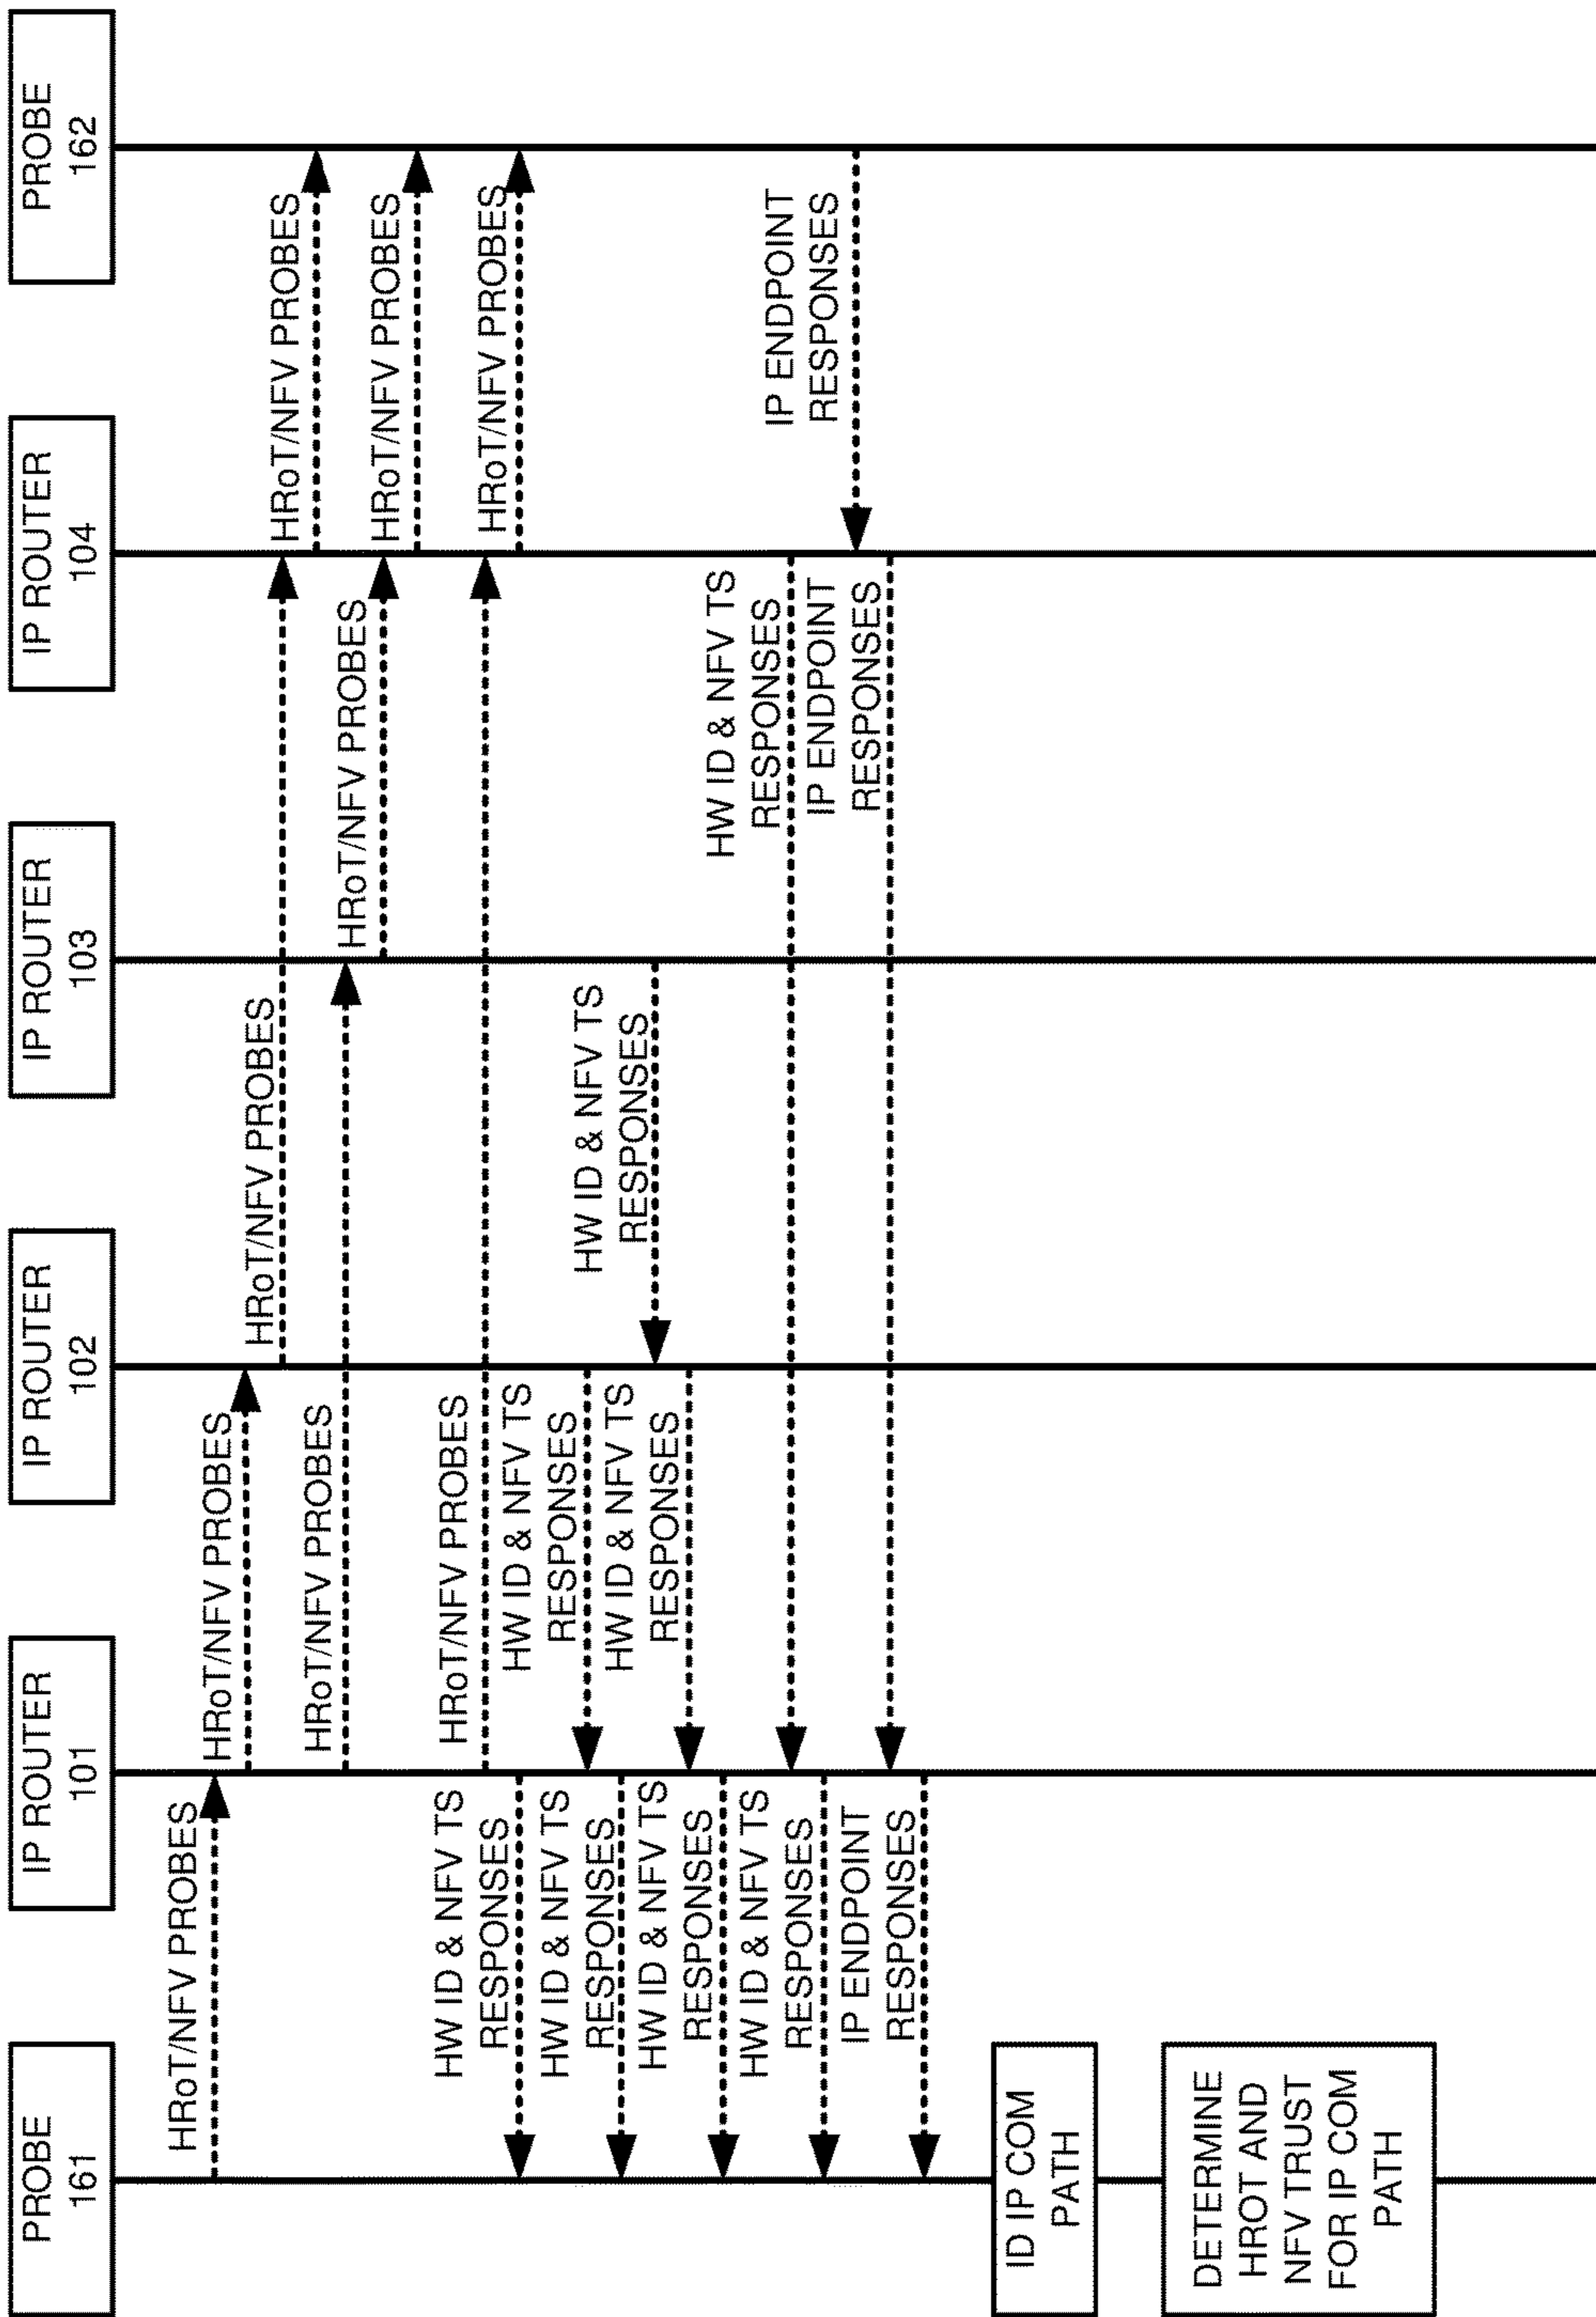 PROBE
161
IP ROUTER
101
IP ROUTER
102
IP ROUTER
103
IP ROUTER
104
PROBE
162
HRoT/NFV PROBES
HRoT/NFV PROBES
HRoT/NFV PROBES
HRoT/NFV PROBES
HRoT/NFV PROBES
HRoT/NFV PROBES
HRoT/NFV PROBES
HRoT/NFV PROBES
HRoT/NFV PROBES
HW ID & NFV TS
RESPONSES
HW ID & NFV TS
RESPONSES
HW ID & NFV TS
RESPONSES
HW ID & NFV TS
RESPONSES
HW ID & NFV TS
RESPONSES
HW ID & NFV TS
RESPONSES
HW ID & NFV TS
RESPONSES
HW ID & NFV TS
RESPONSES
IP ENDPOINT
RESPONSES
IP ENDPOINT
RESPONSES
IP ENDPOINT
RESPONSES
ID IP COM
PATH
DETERMINE
HROT AND
NFV TRUST
FOR IP COM
PATH